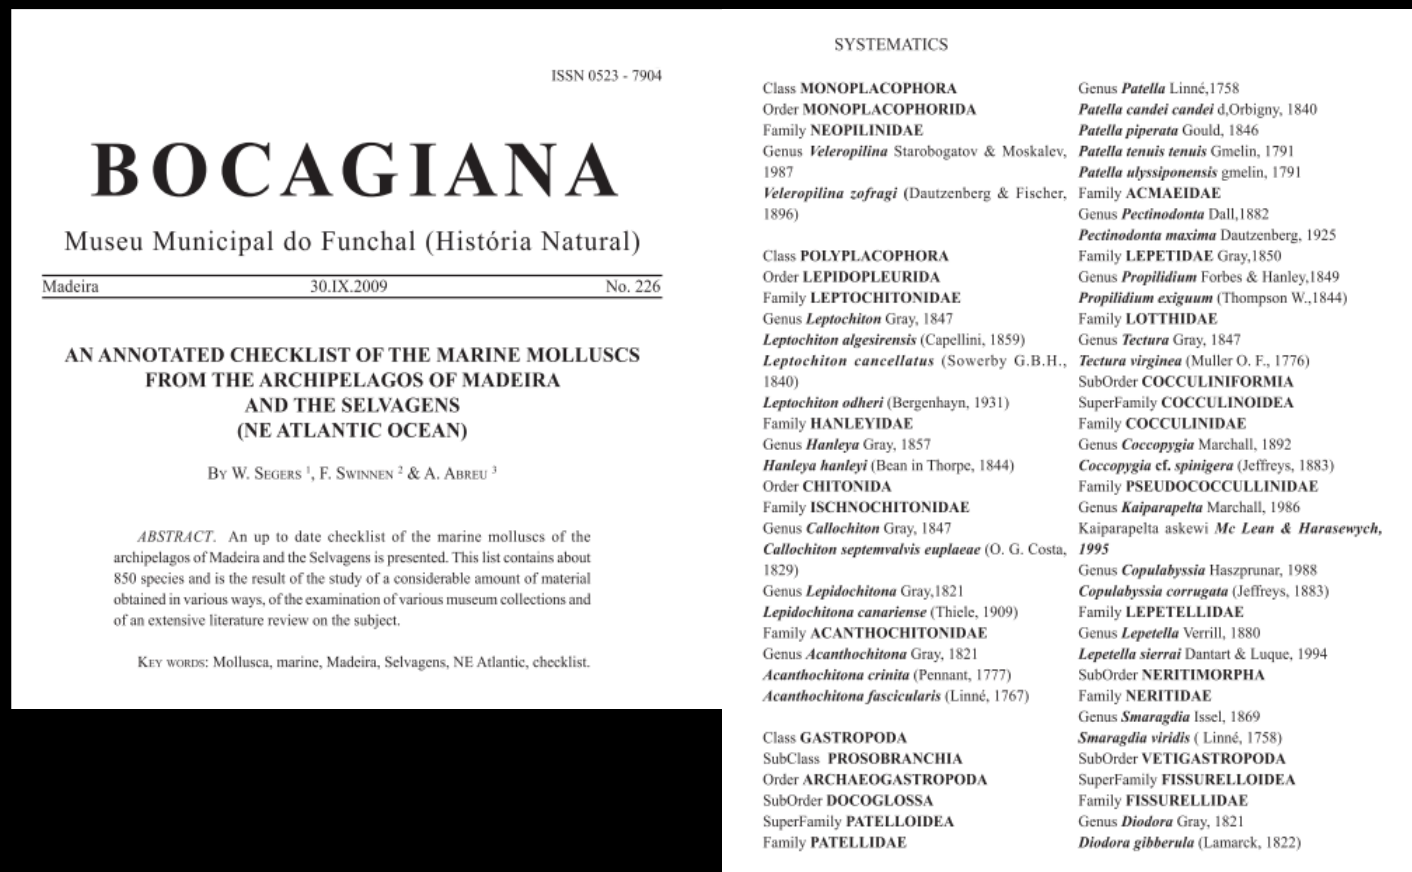 ISSN 0523 - 7904
BOCAGIANA
Museu Municipal do Funchal (História Natural)
Madeira 30.IX.2009 No. 226
AN ANNOTATED CHECKLIST OF THE MARINE MOLLUSCS
FROM THE ARCHIPELAGOS OF MADEIRA
AND THE SELVAGENS
(NE ATLANTIC OCEAN)
BY W. SEGERS 1, F. SWINNEN 2 & A. ABREU 3
ABSTRACT. An up to date checklist of the marine molluscs of the
archipelagos of Madeira and the Selvagens is presented. This list contains about
850 species and is the result of the study of a considerable amount of material
obtained in various ways, of the examination of various museum collections and
of an extensive literature review on the subject.
KEY WORDS: Mollusca, marine, Madeira, Selvagens, NE Atlantic, checklist.
SYSTEMATICS
Class MONOPLACOPHORA
Order MONOPLACOPHORIDA
Family NEOPILINIDAE
Genus Veleropilina Starobogatov & Moskalev,
1987
Veleropilina zofragi (Dautzenberg & Fischer,
1896)
Class POLYPLACOPHORA
Order LEPIDOPLEURIDA
Family LEPTOCHITONIDAE
Genus Leptochiton Gray, 1847
Leptochiton algesirensis (Capellini, 1859)
Leptochiton cancellatus (Sowerby G.B.H.,
1840)
Leptochiton odheri (Bergenhayn, 1931)
Family HANLEYIDAE
Genus Hanleya Gray, 1857
Hanleya hanleyi (Bean in Thorpe, 1844)
Order CHITONIDA
Family ISCHNOCHITONIDAE
Genus Callochiton Gray, 1847
Callochiton septemvalvis euplaeae (O. G. Costa,
1829)
Genus Lepidochitona Gray,1821
Lepidochitona canariense (Thiele, 1909)
Family ACANTHOCHITONIDAE
Genus Acanthochitona Gray, 1821
Acanthochitona crinita (Pennant, 1777)
Acanthochitona fascicularis (Linné, 1767)
Class GASTROPODA
SubClass PROSOBRANCHIA
Order ARCHAEOGASTROPODA
SubOrder DOCOGLOSSA
SuperFamily PATELLOIDEA
Family PATELLIDAE
Genus Patella Linné,1758
Patella candei candei d,Orbigny, 1840
Patella piperata Gould, 1846
Patella tenuis tenuis Gmelin, 1791
Patella ulyssiponensis gmelin, 1791
Family ACMAEIDAE
Genus Pectinodonta Dall,1882
Pectinodonta maxima Dautzenberg, 1925
Family LEPETIDAE Gray,1850
Genus Propilidium Forbes & Hanley,1849
Propilidium exiguum (Thompson W.,1844)
Family LOTTHIDAE
Genus Tectura Gray, 1847
Tectura virginea (Muller O. F., 1776)
SubOrder COCCULINIFORMIA
SuperFamily COCCULINOIDEA
Family COCCULINIDAE
Genus Coccopygia Marchall, 1892
Coccopygia cf. spinigera (Jeffreys, 1883)
Family PSEUDOCOCCULLINIDAE
Genus Kaiparapelta Marchall, 1986
Kaiparapelta askewi Mc Lean & Harasewych,
1995
Genus Copulabyssia Haszprunar, 1988
Copulabyssia corrugata (Jeffreys, 1883)
Family LEPETELLIDAE
Genus Lepetella Verrill, 1880
Lepetella sierrai Dantart & Luque, 1994
SubOrder NERITIMORPHA
Family NERITIDAE
Genus Smaragdia Issel, 1869
Smaragdia viridis ( Linné, 1758)
SubOrder VETIGASTROPODA
SuperFamily FISSURELLOIDEA
Family FISSURELLIDAE
Genus Diodora Gray, 1821
Diodora gibberula (Lamarck, 1822)